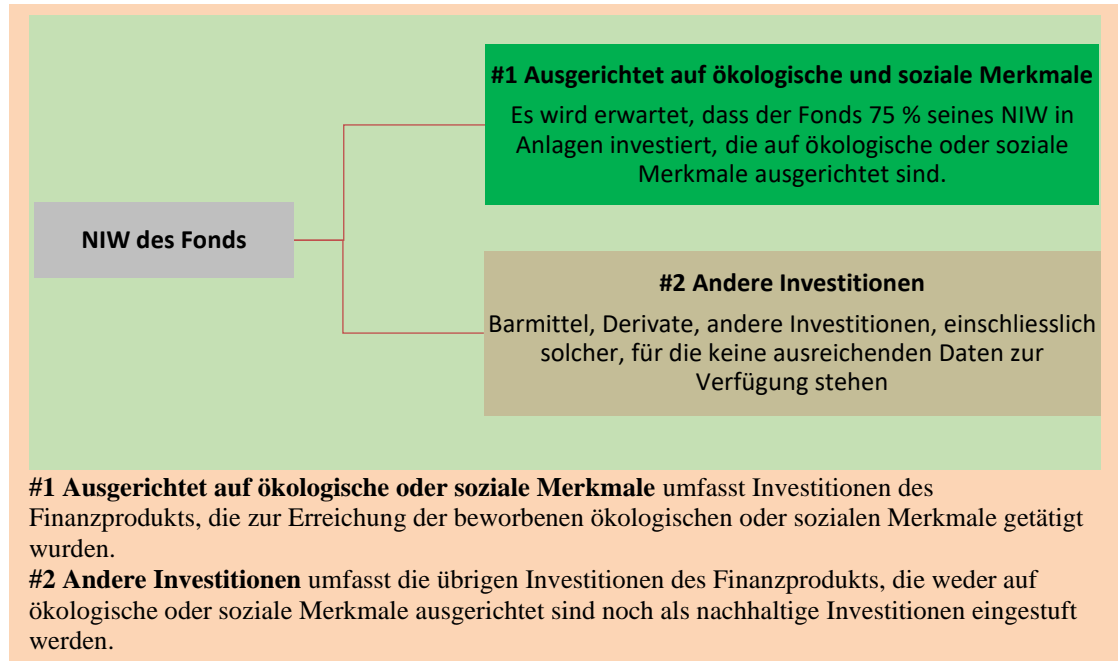 #1 Ausgerichtet auf ökologische und soziale Merkmale
Es wird erwartet, dass der Fonds 75 % seines NIW in
Anlagen investiert, die auf ökologische oder soziale
Merkmale ausgerichtet sind.
NIW des Fonds
#2 Andere Investitionen
Barmittel, Derivate, andere Investitionen, einschliesslich
solcher, für die keine ausreichenden Daten zur
Verfügung stehen
#1 Ausgerichtet auf ökologische oder soziale Merkmale umfasst Investitionen des
Finanzprodukts, die zur Erreichung der beworbenen ökologischen oder sozialen Merkmale getätigt
wurden.
#2 Andere Investitionen umfasst die übrigen Investitionen des Finanzprodukts, die weder auf
ökologische oder soziale Merkmale ausgerichtet sind noch als nachhaltige Investitionen eingestuft
werden.